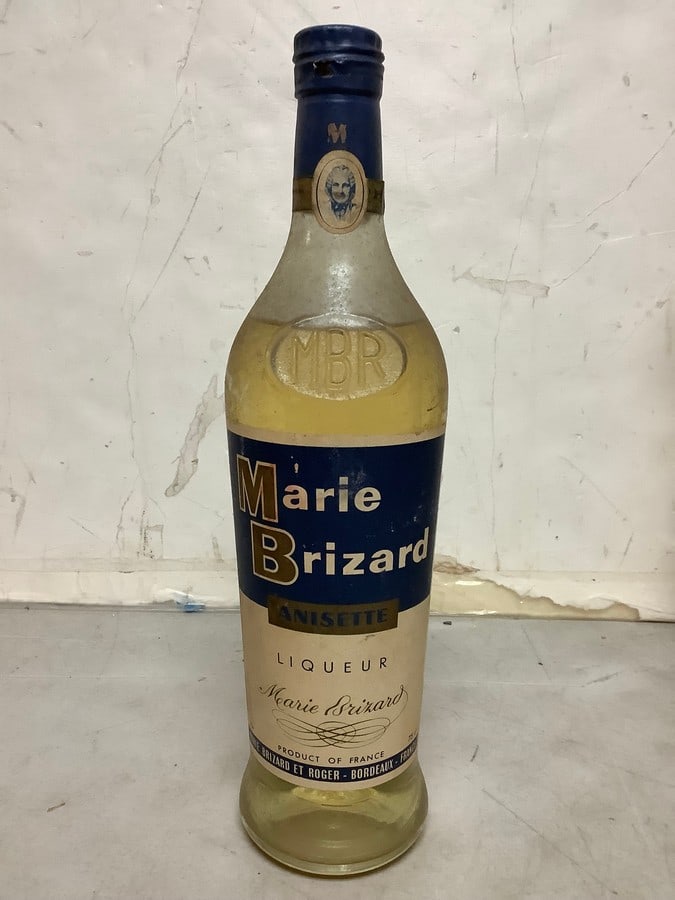 M
MBR
Marie
Brizard
ANISETTE
LIQUEUR
Marie Brizard
PRODUCT OF FRANCE
BRIZARD ET ROGER - BORDEAUX -